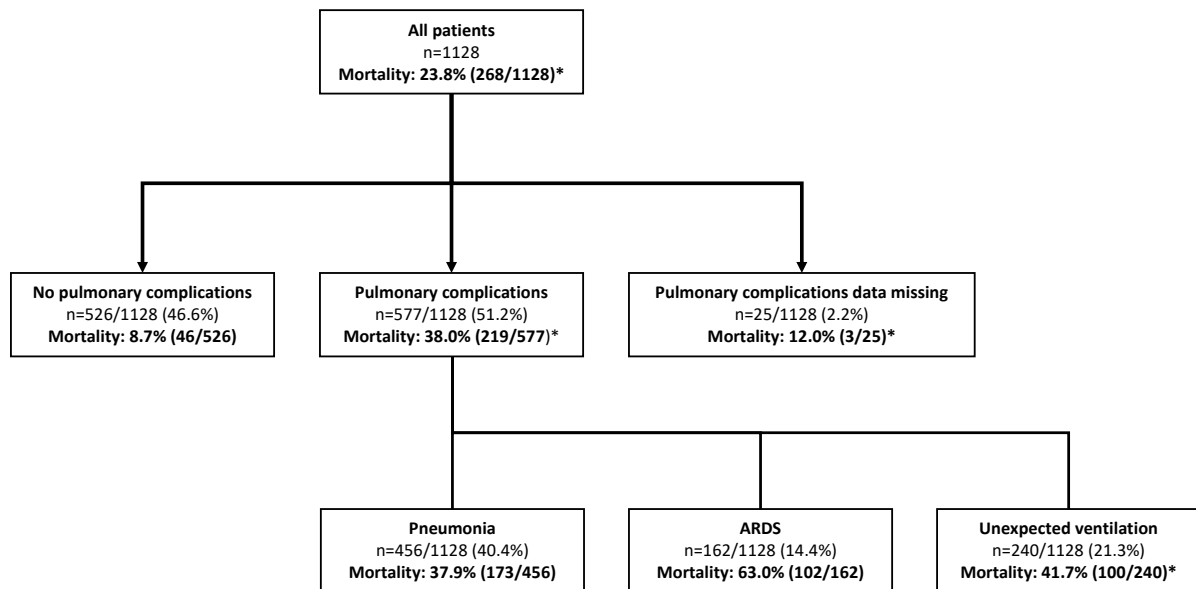 All patients
n=1128
Mortality: 23.8% (268/1128)*
No pulmonary complications
n=526/1128 (46.6%)
Mortality: 8.7% (46/526)
Pulmonary complications
n=577/1128 (51.2%)
Mortality: 38.0% (219/577)*
Pulmonary complications data missing
n=25/1128 (2.2%)
Mortality: 12.0% (3/25)*
Pneumonia
n=456/1128 (40.4%)
Mortality: 37.9% (173/456)
ARDS
n=162/1128 (14.4%)
Mortality: 63.0% (102/162)
Unexpected ventilation
n=240/1128 (21.3%)
Mortality: 41.7% (100/240)*